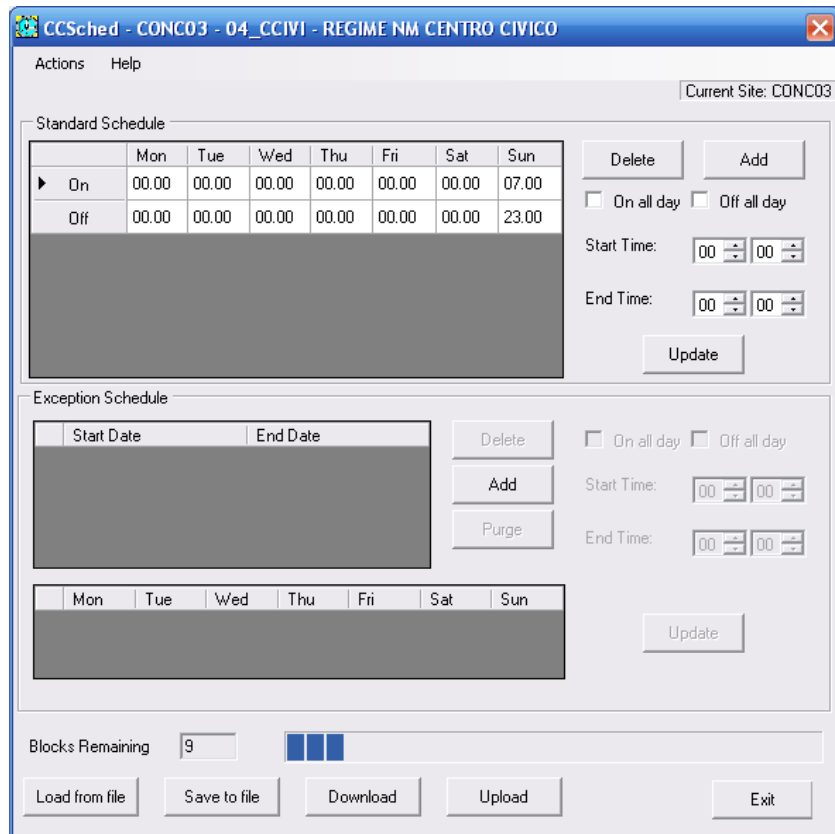 CCSched - CONC03 - 04_CCIVI - REGIME NM CENTRO CIVICO
Actions Help
Current Site: CONC03
Standard Schedule
Mon Tue Wed Thu Fri Sat Sun
On 00.00 00.00 00.00 00.00 00.00 00.00 07.00
Off 00.00 00.00 00.00 00.00 00.00 00.00 23.00
Delete Add
On all day Off all day
Start Time: 00 00
End Time: 00 00
Update
Exception Schedule
Start Date End Date
Delete
Add
Purge
On all day Off all day
Start Time: 00 00
End Time: 00 00
Mon Tue Wed Thu Fri Sat Sun
Update
Blocks Remaining 9
Load from file Save to file Download Upload Exit